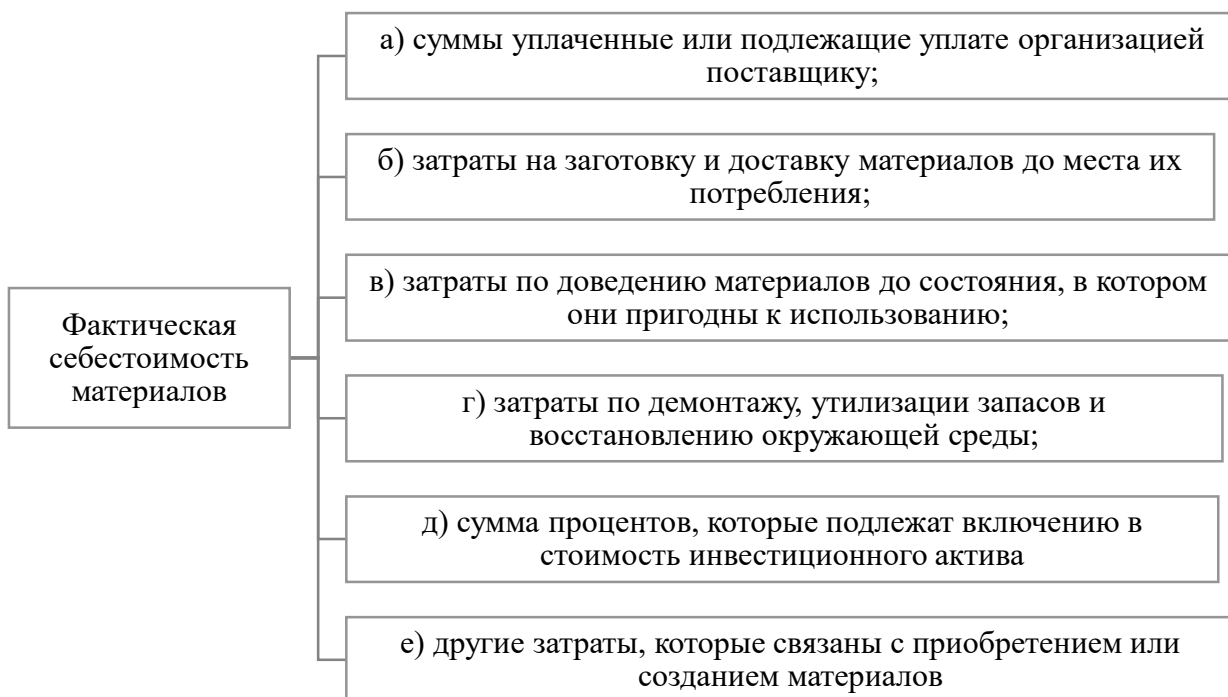 а) суммы уплаченные или подлежащие уплате организацией
поставщику;
б) затраты на заготовку и доставку материалов до места их
потребления;
в) затраты по доведению материалов до состояния, в котором
они пригодны к использованию;
Фактическая
себестоимость
материалов
г) затраты по демонтажу, утилизации запасов и
восстановлению окружающей среды;
д) сумма процентов, которые подлежат включению в
стоимость инвестиционного актива
е) другие затраты, которые связаны с приобретением или
созданием материалов